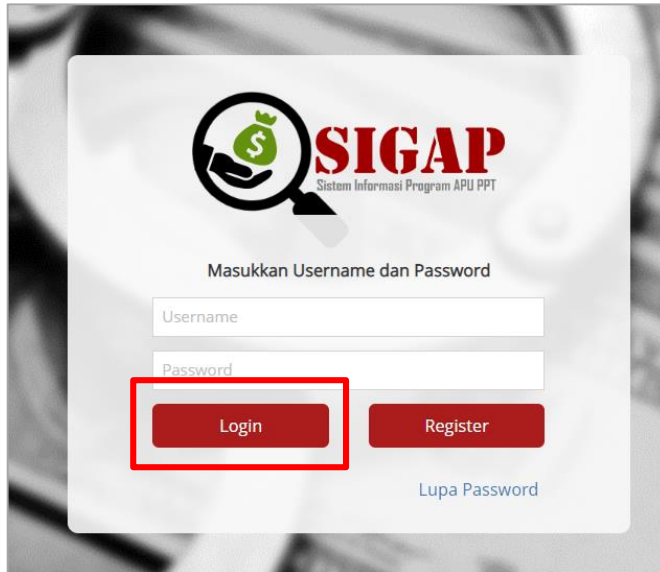 $
SIGAP
Sistem Informasi Program APU PPT
Masukkan Username dan Password
Username
Password
Login
Register
Lupa Password